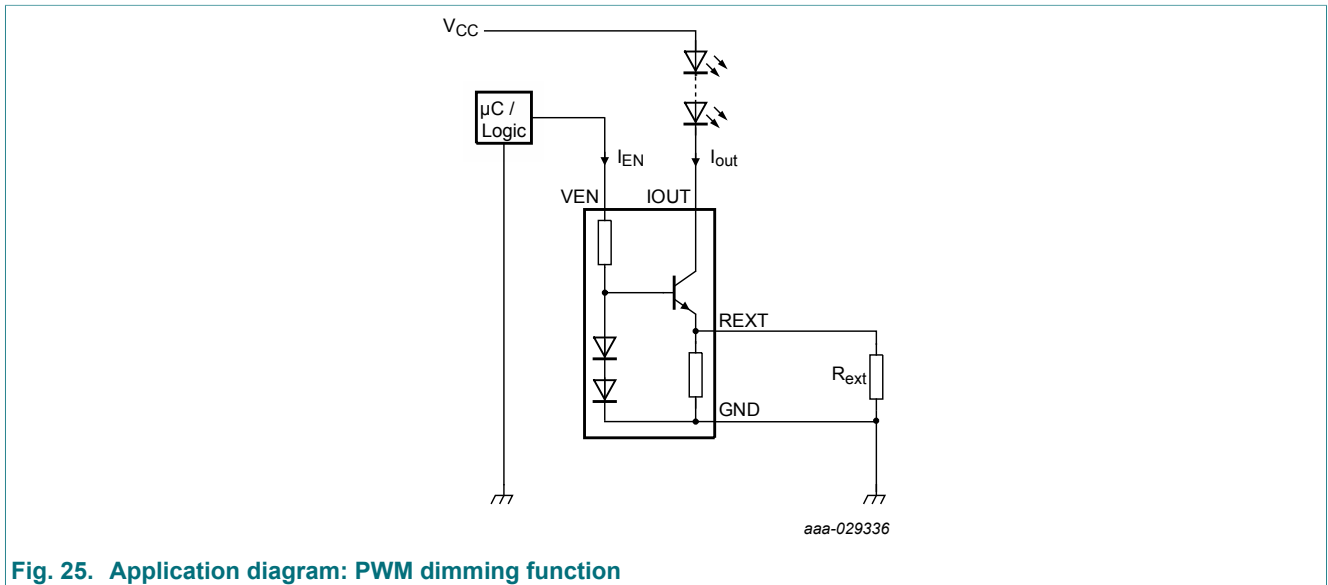 VCC
µC /
Logic
IEN
Iout
VEN
IOUT
REXT
Rext
GND
aaa-029336
Fig. 25. Application diagram: PWM dimming function